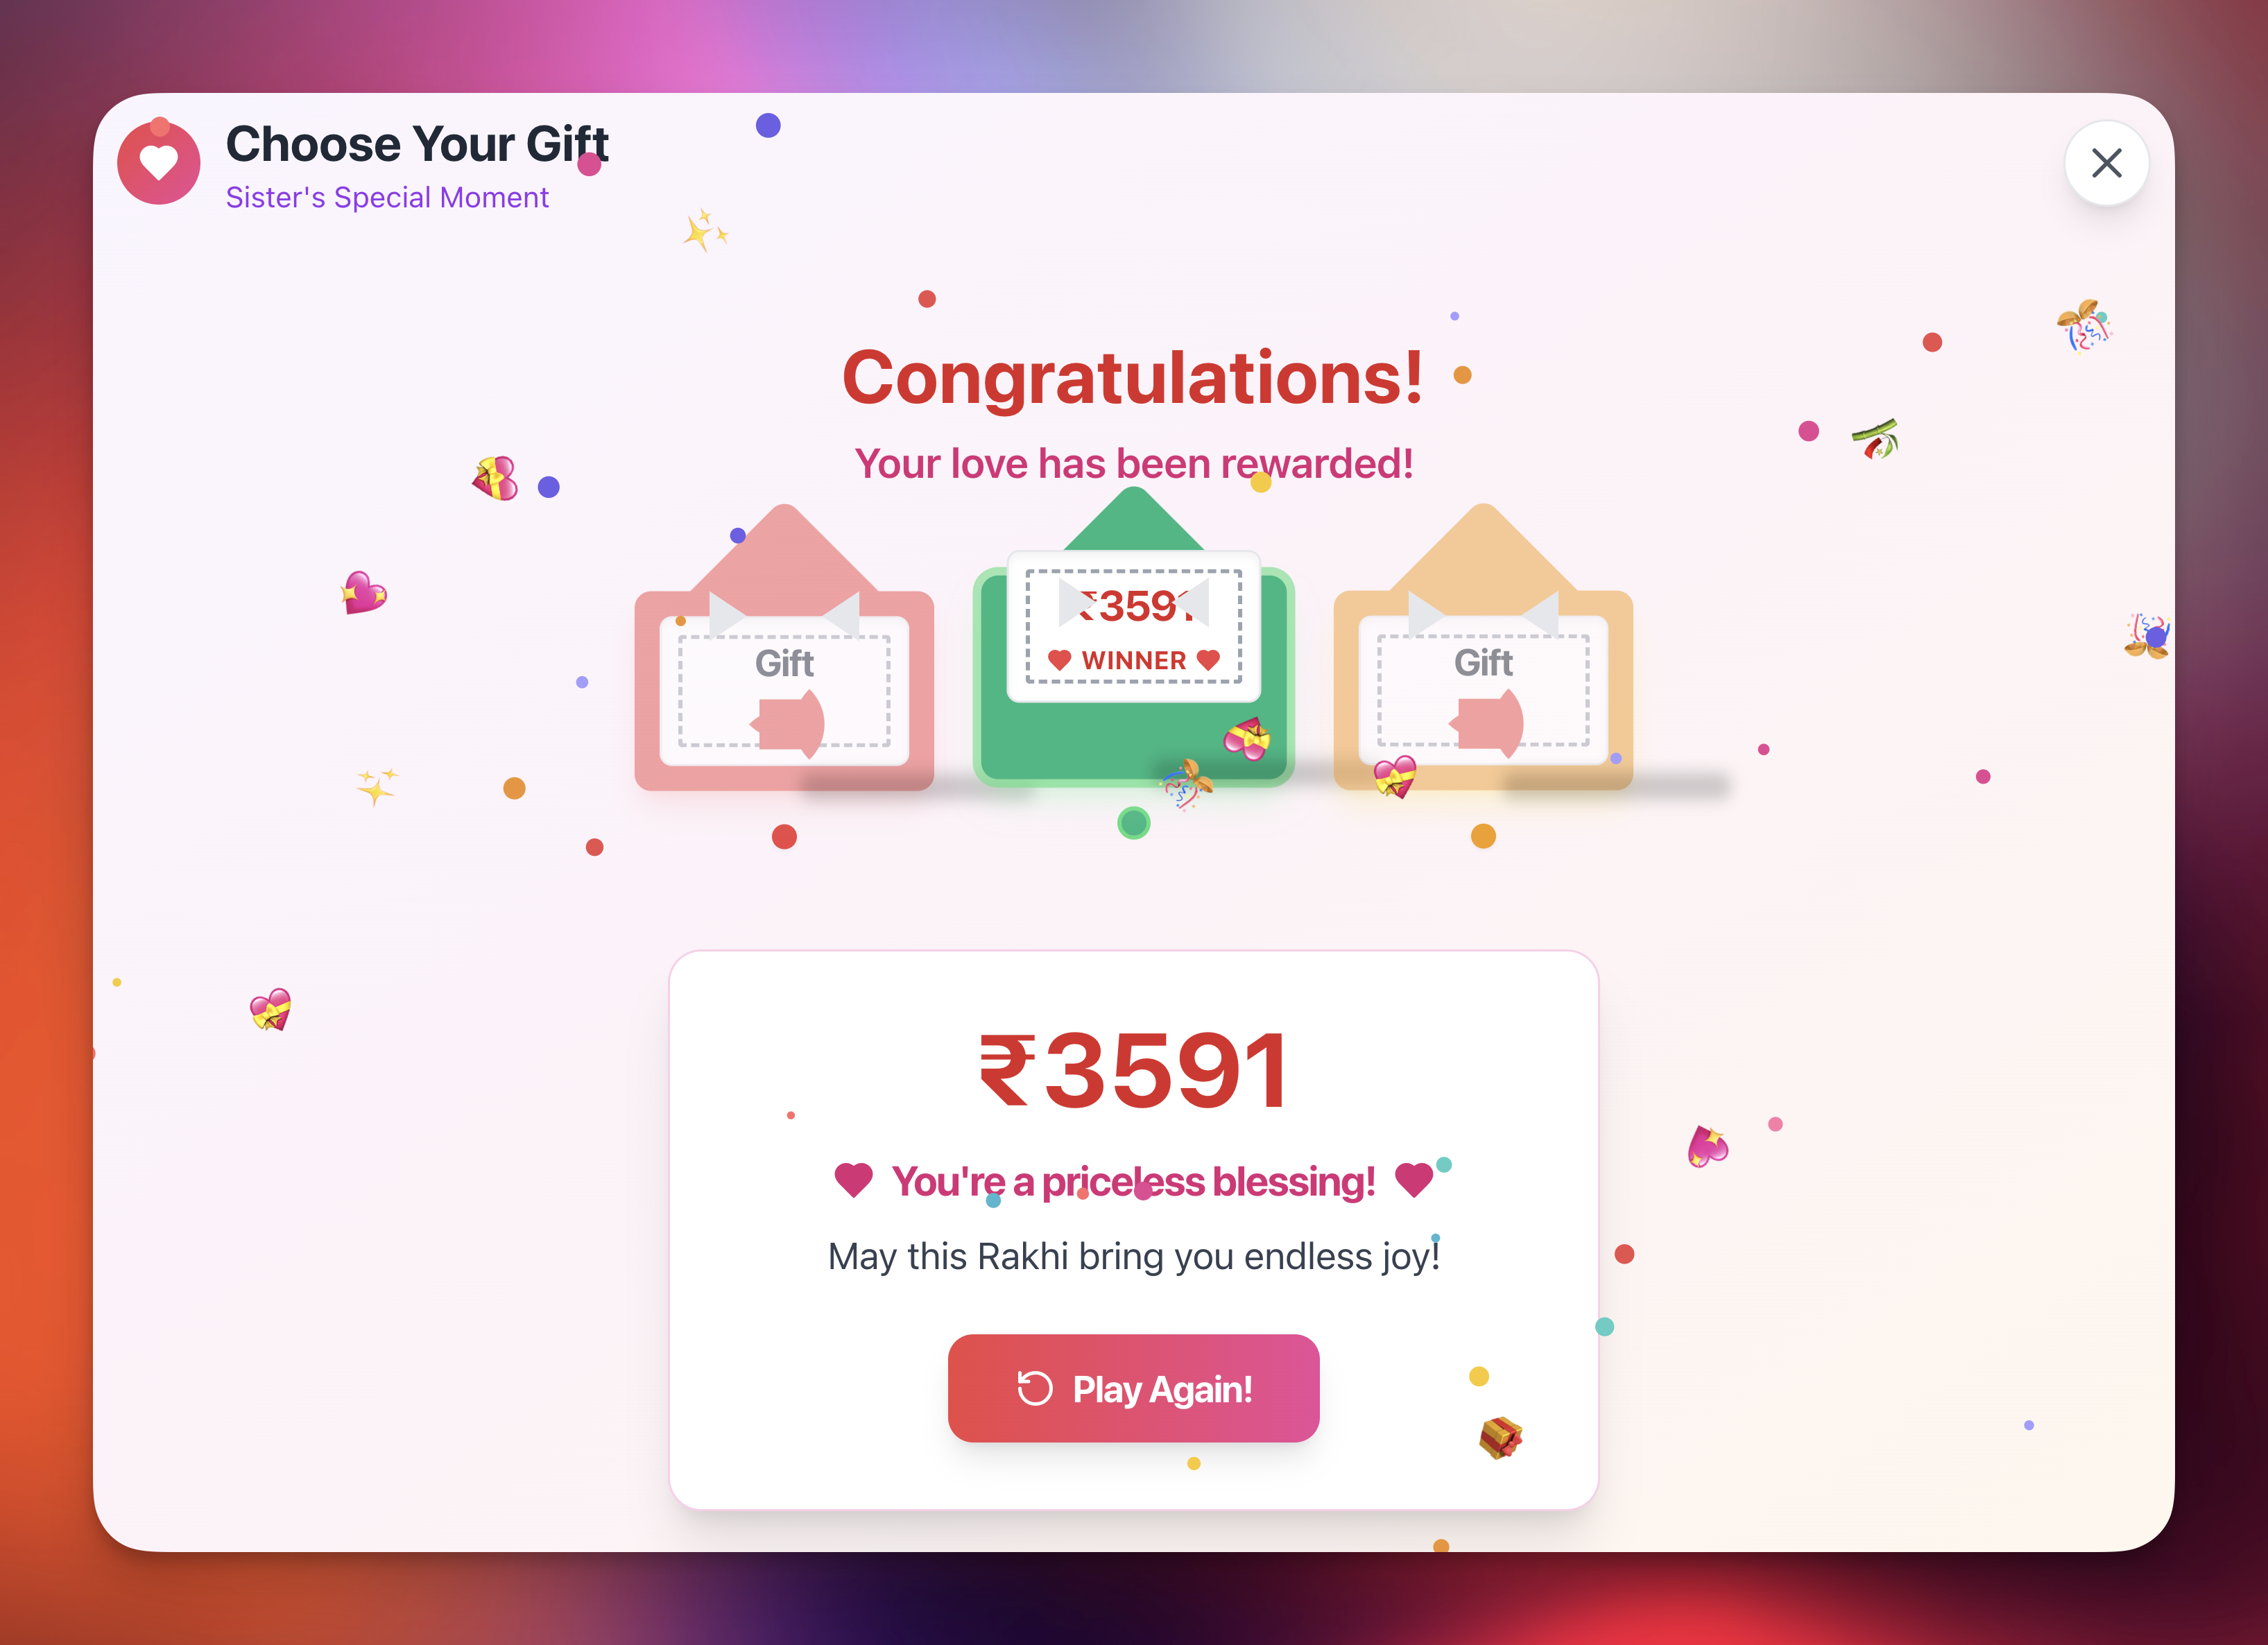 Choose Your Gift
Sister's Special Moment
Congratulations!
Your love has been rewarded!
Gift
₹3591
WINNER
Gift
₹3591
You're a priceless blessing!
May this Rakhi bring you endless joy!
Play Again!